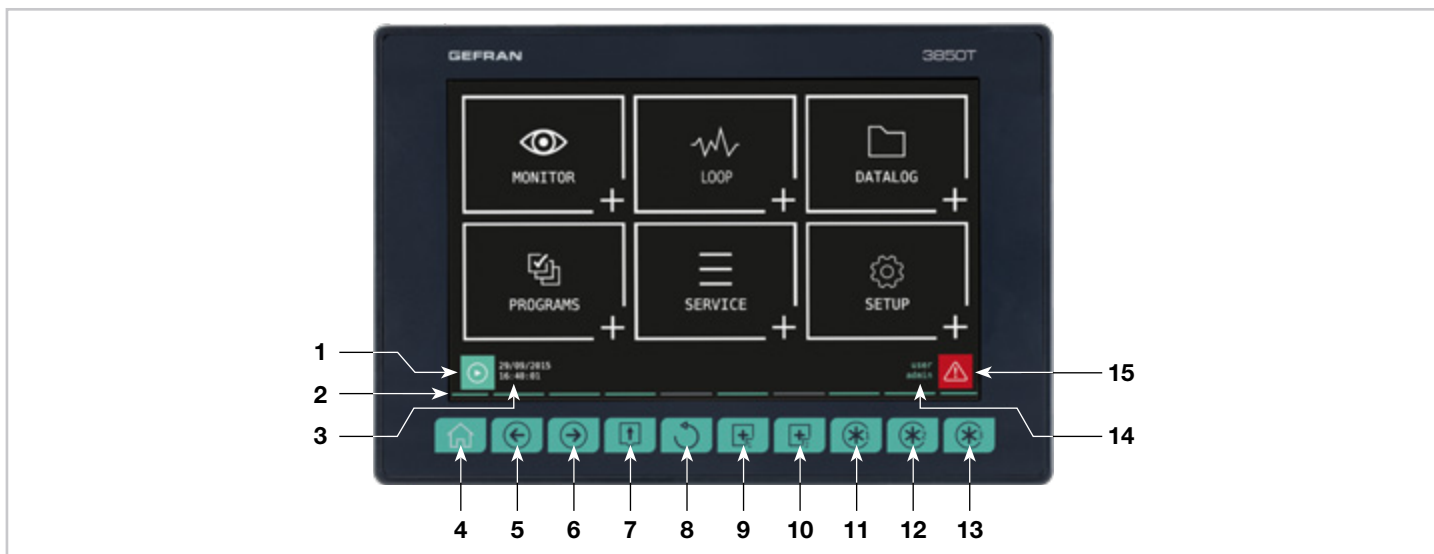 GEFRAN 3850T
MONITOR LOOP DATALOG
PROGRAMS SERVICE SETUP
1 29/09/2015 user 15
16:40:01 admin
2
3 14
4 5 6 7 8 9 10 11 12 13